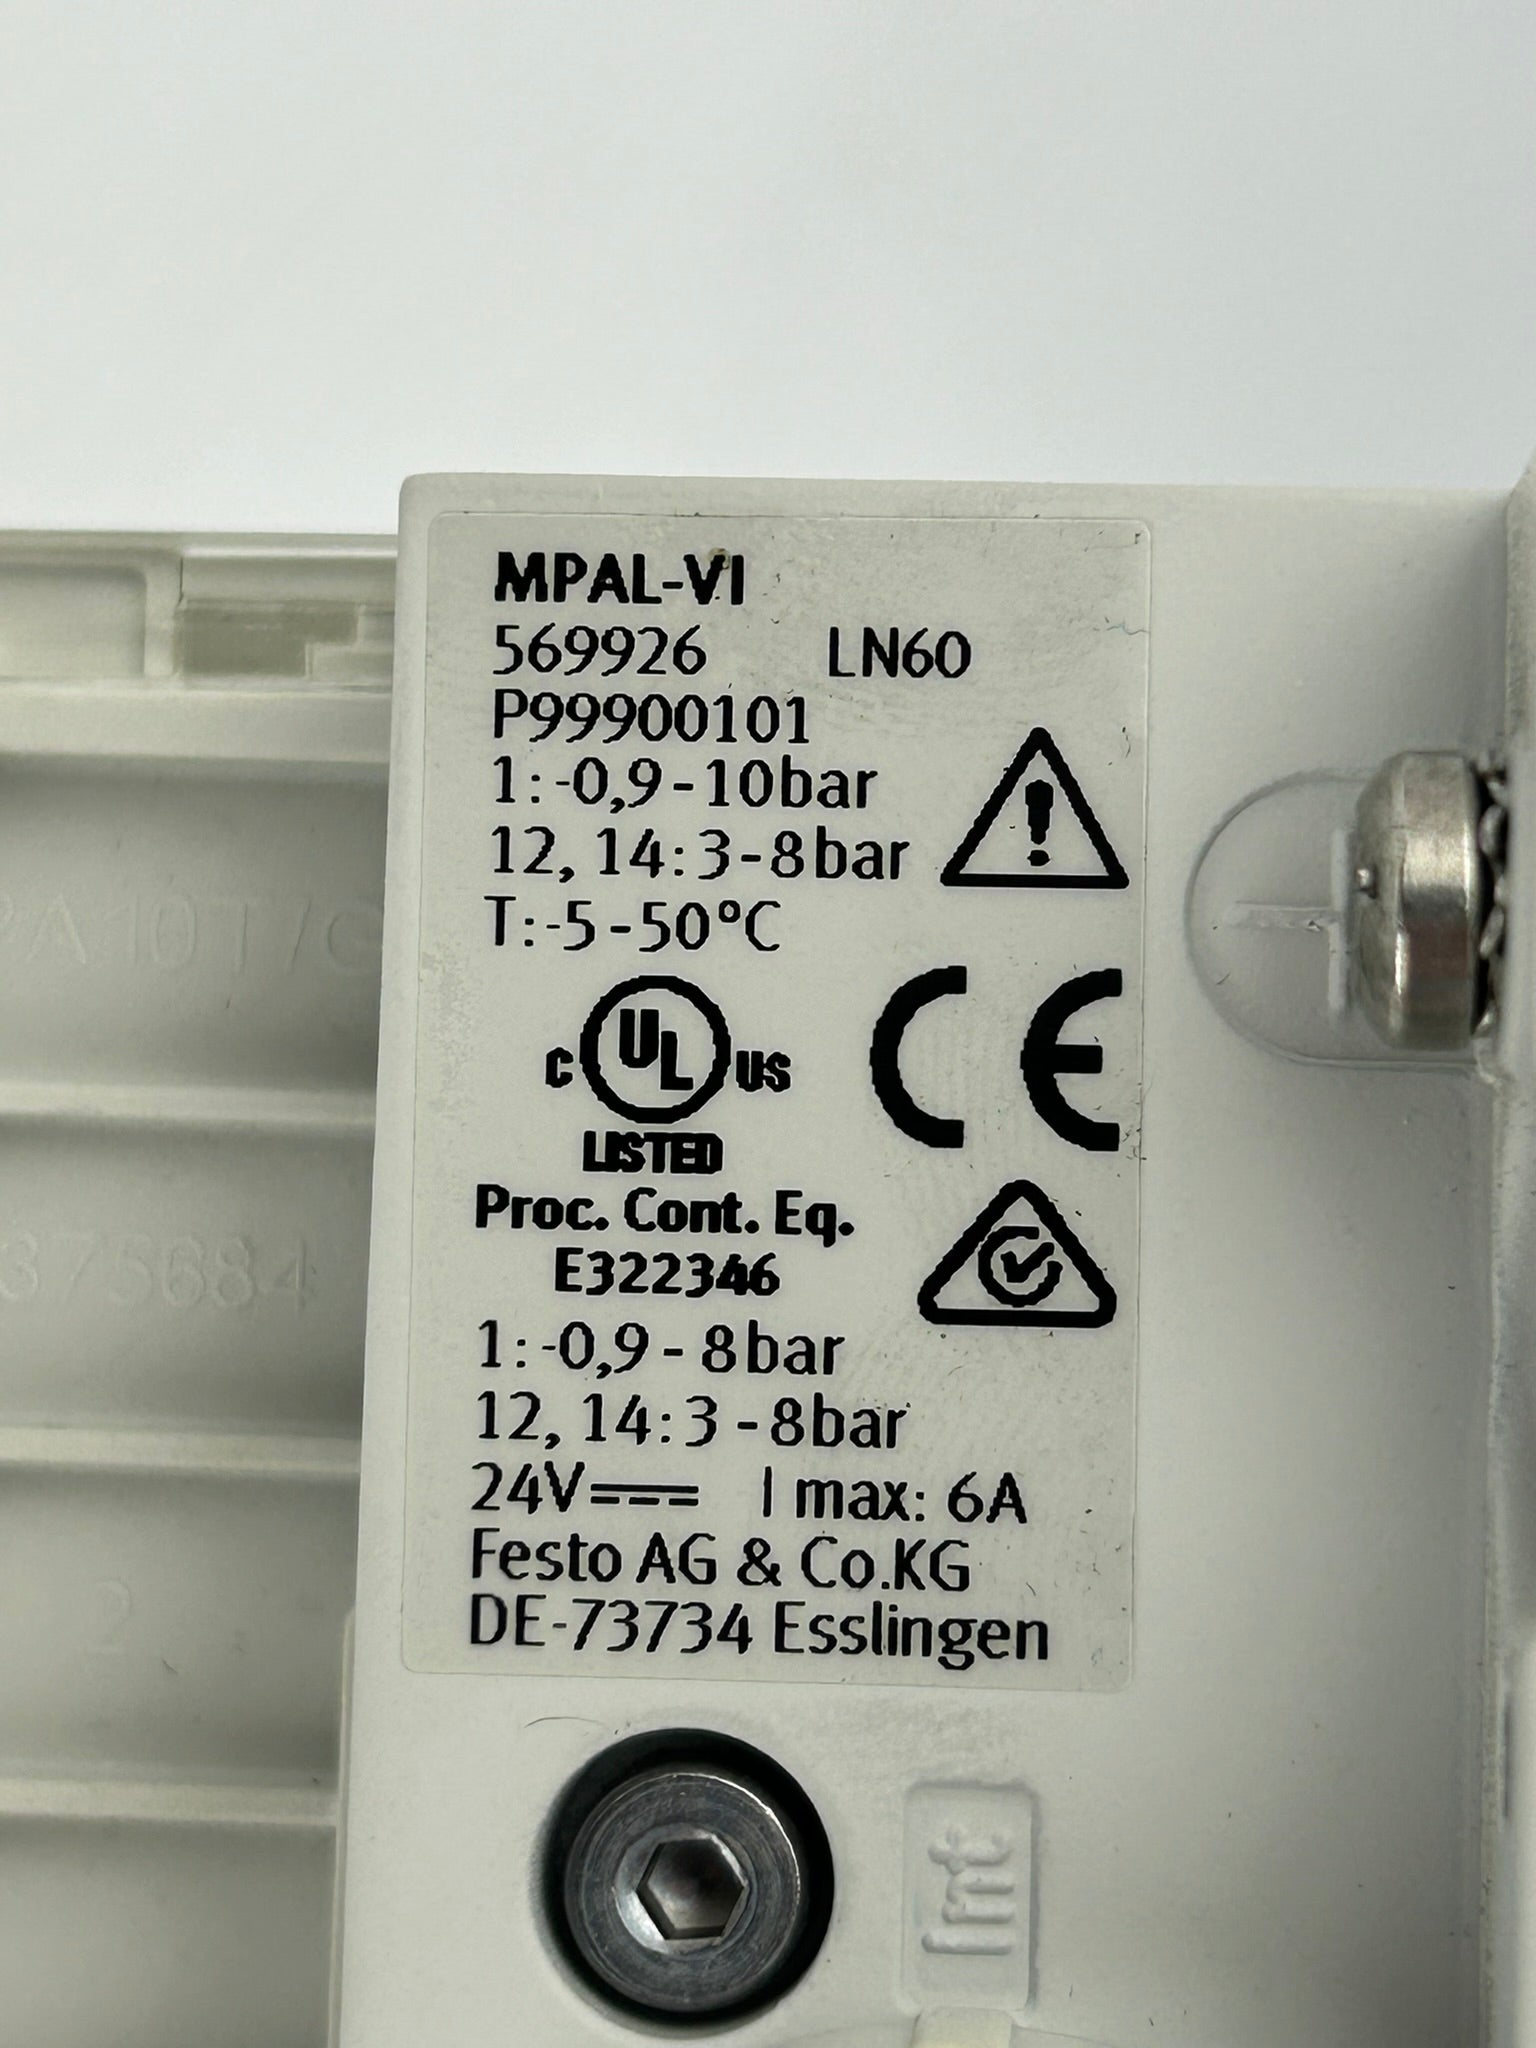 MPAL-VI
569926 LN60
P99900101
1: -0,9 - 10bar
12, 14: 3 - 8bar
T: -5 - 50°C
C UL US
LISTED
CE
Proc. Cont. Eq.
E322346
1: -0,9 - 8bar
12, 14: 3 - 8bar
24V I max: 6A
Festo AG & Co.KG
DE-73734 Esslingen
Int
2